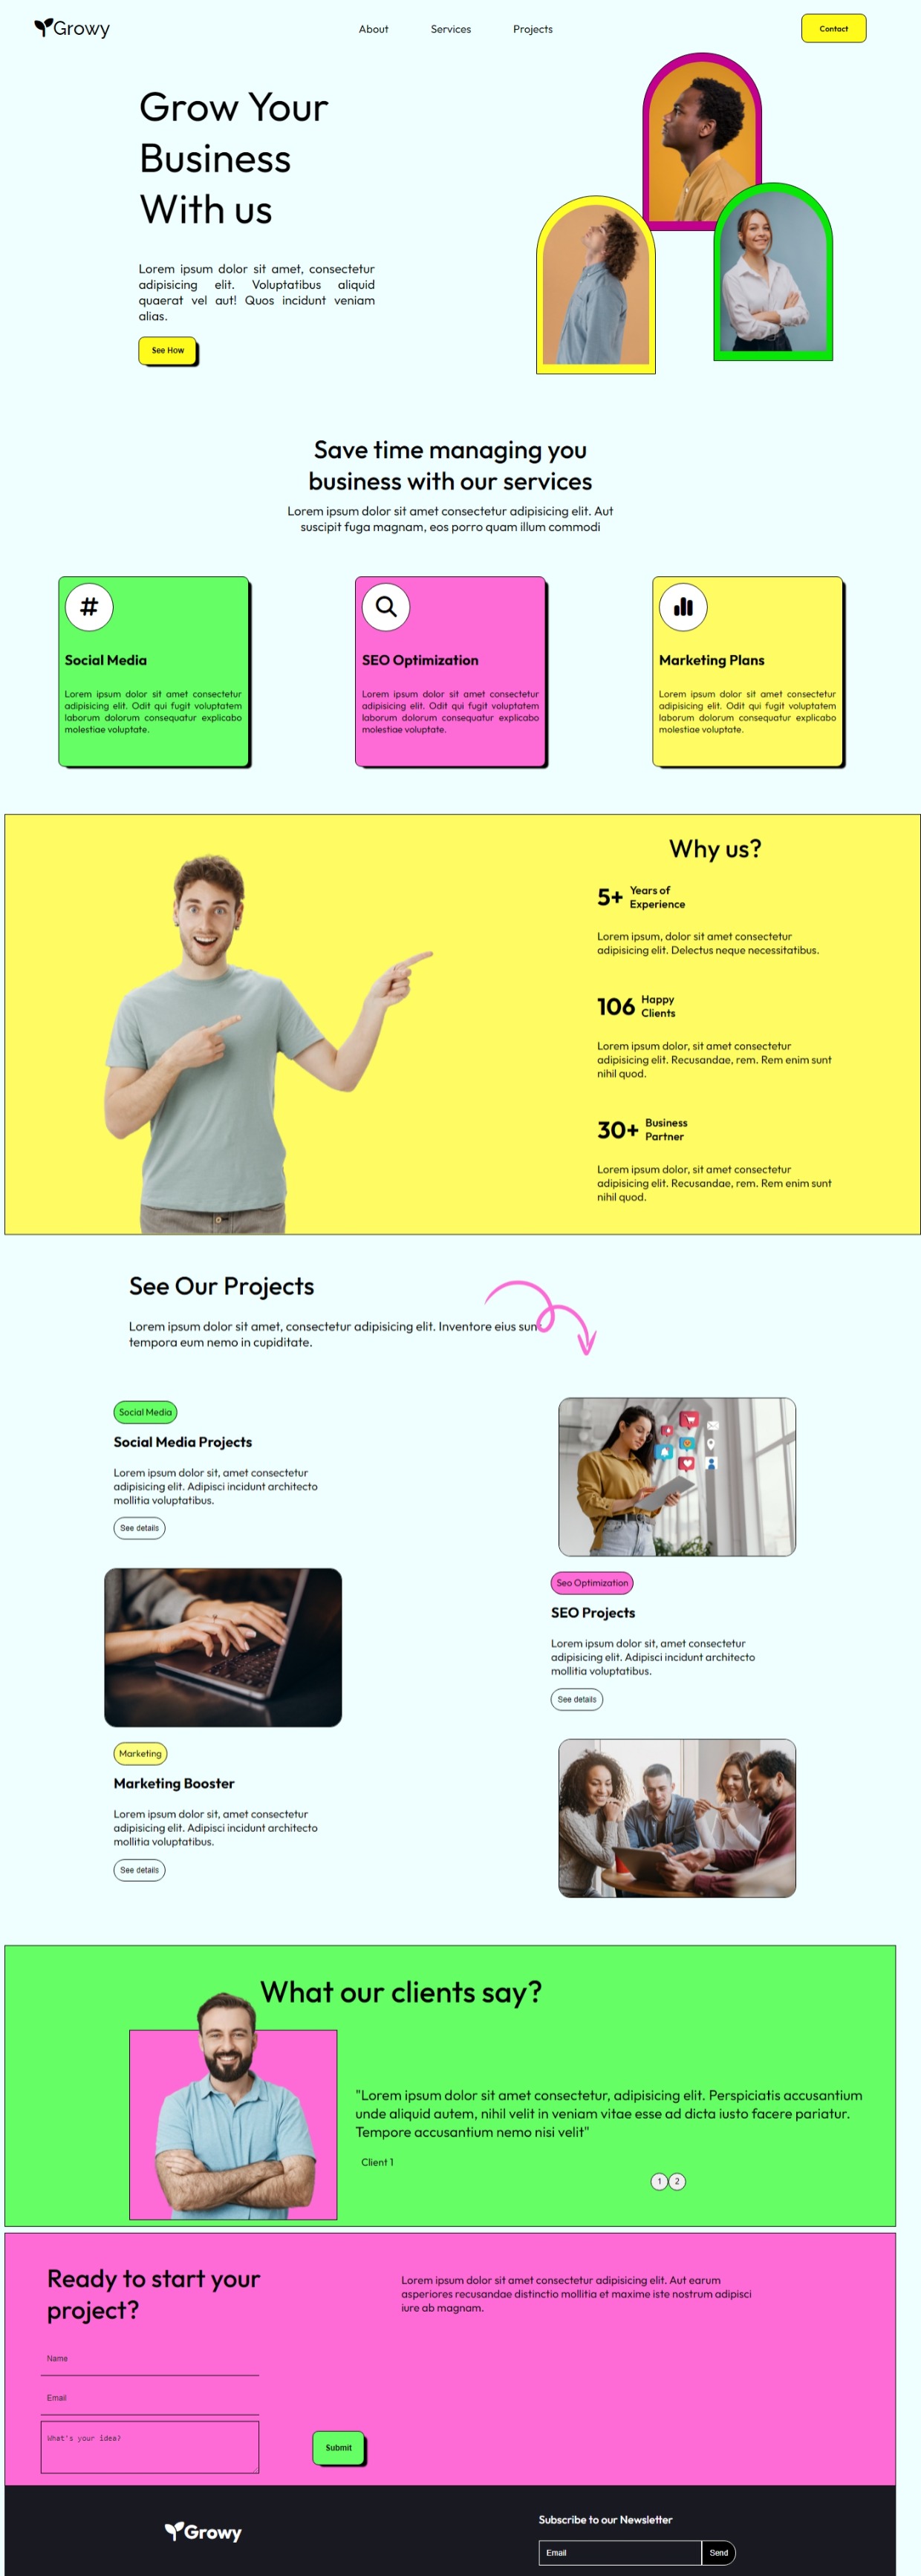 Growy
About
Services
Projects
Contact
Grow Your
Business
With us
Lorem ipsum dolor sit amet, consectetur
adipisicing elit. Voluptatibus aliquid
quaerat vel aut! Quos incidunt veniam
alias.
See How
Save time managing you
business with our services
Lorem ipsum dolor sit amet consectetur adipisicing elit. Aut
suscipit fuga magnam, eos porro quam illum commodi
#
Social Media
Lorem ipsum dolor sit amet consectetur
adipisicing elit. Odit qui fugit voluptatem
laborum dolorum consequatur explicabo
molestiae voluptate.
SEO Optimization
Lorem ipsum dolor sit amet consectetur
adipisicing elit. Odit qui fugit voluptatem
laborum dolorum consequatur explicabo
molestiae voluptate.
Marketing Plans
Lorem ipsum dolor sit amet consectetur
adipisicing elit. Odit qui fugit voluptatem
laborum dolorum consequatur explicabo
molestiae voluptate.
Why us?
5+ Years of
Experience
Lorem ipsum, dolor sit amet consectetur
adipisicing elit. Delectus neque necessitatibus.
106 Happy
Clients
Lorem ipsum dolor, sit amet consectetur
adipisicing elit. Recusandae, rem. Rem enim sunt
nihil quod.
30+ Business
Partner
Lorem ipsum dolor, sit amet consectetur
adipisicing elit. Recusandae, rem. Rem enim sunt
nihil quod.
See Our Projects
Lorem ipsum dolor sit amet, consectetur adipisicing elit. Inventore eius sun
tempora eum nemo in cupiditate.
Social Media
Social Media Projects
Lorem ipsum dolor sit, amet consectetur
adipisicing elit. Adipisci incidunt architecto
mollitia voluptatibus.
See details
Seo Optimization
SEO Projects
Lorem ipsum dolor sit, amet consectetur
adipisicing elit. Adipisci incidunt architecto
mollitia voluptatibus.
See details
Marketing
Marketing Booster
Lorem ipsum dolor sit, amet consectetur
adipisicing elit. Adipisci incidunt architecto
mollitia voluptatibus.
See details
What our clients say?
"Lorem ipsum dolor sit amet consectetur, adipisicing elit. Perspiciatis accusantium
unde aliquid autem, nihil velit in veniam vitae esse ad dicta iusto facere pariatur.
Tempore accusantium nemo nisi velit"
Client 1
1 2
Ready to start your
project?
Lorem ipsum dolor sit amet consectetur adipisicing elit. Aut earum
asperiores recusandae distinctio mollitia et maxime iste nostrum adipisci
iure ab magnam.
Name
Email
What's your idea?
Submit
Growy
Subscribe to our Newsletter
Email
Send